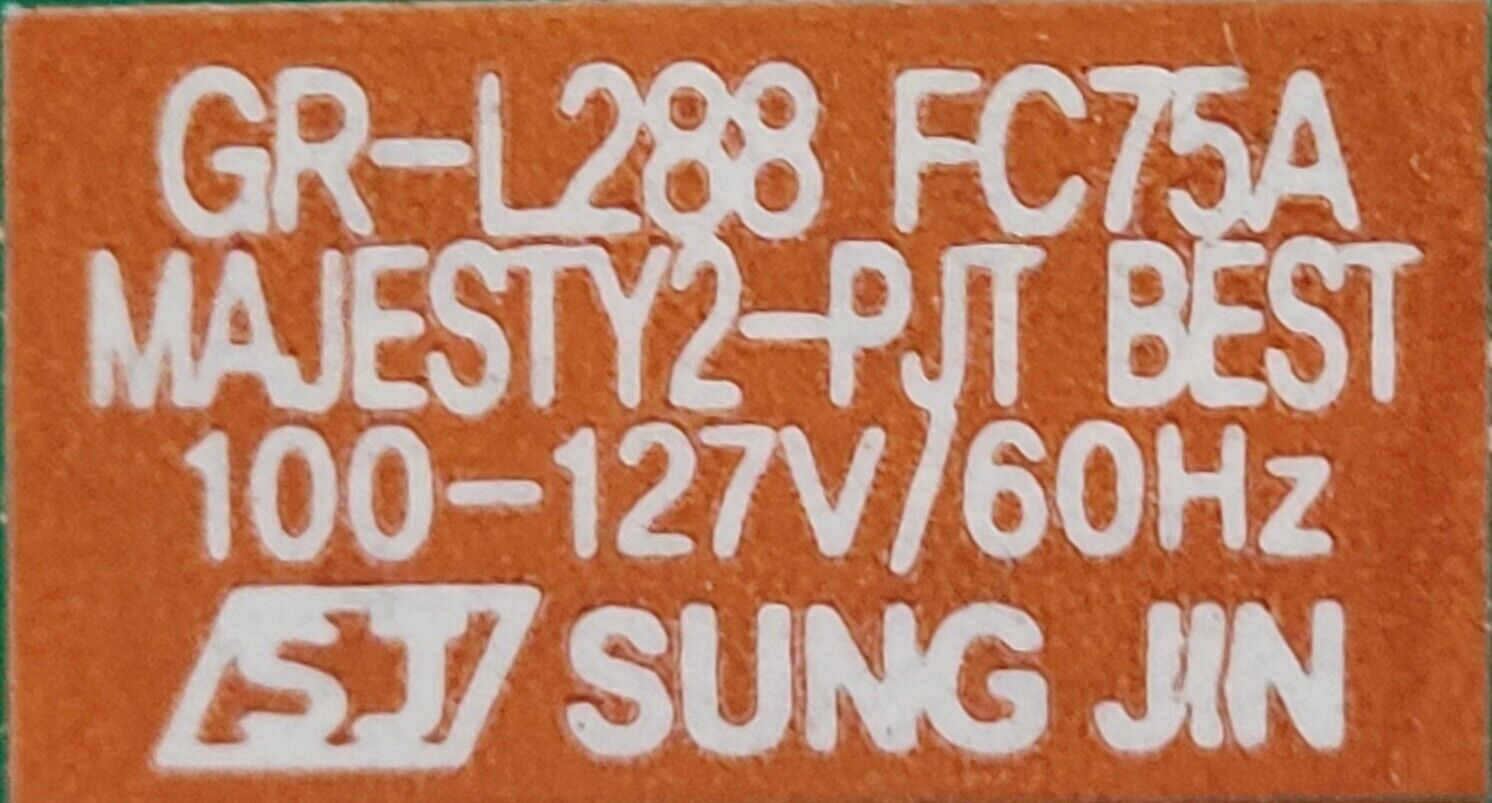 GR-L288 FC75A
MAJESTY2-PJT BEST
100-127V/60Hz
SJ SUNG JIN